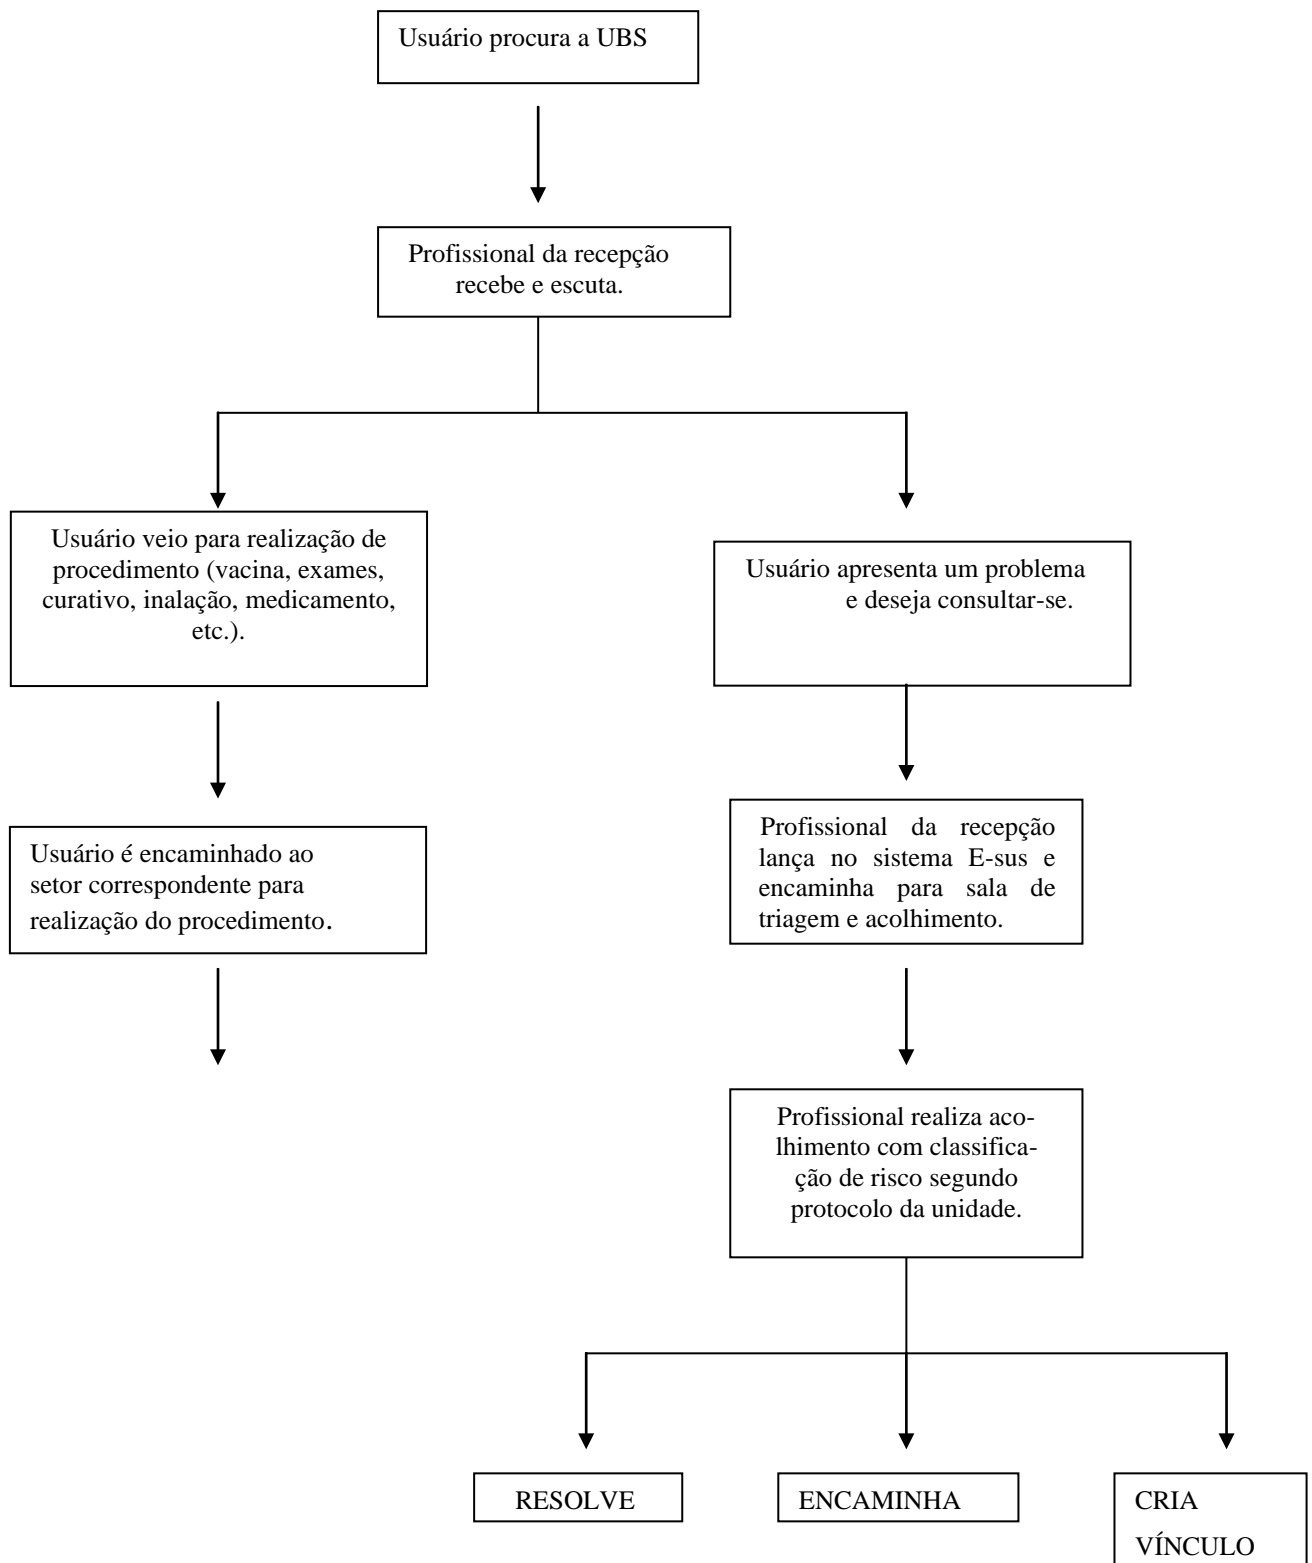 Usuário procura a UBS
Profissional da recepção
recebe e escuta.
Usuário veio para realização de
procedimento (vacina, exames,
curativo, inalação, medicamento,
etc.).
Usuário apresenta um problema
e deseja consultar-se.
Usuário é encaminhado ao
setor correspondente para
realização do procedimento.
Profissional da recepção
lança no sistema E-sus e
encaminha para sala de
triagem e acolhimento.
Profissional realiza aco-
lhimento com classifica-
ção de risco segundo
protocolo da unidade.
RESOLVE
ENCAMINHA
CRIA
VÍNCULO